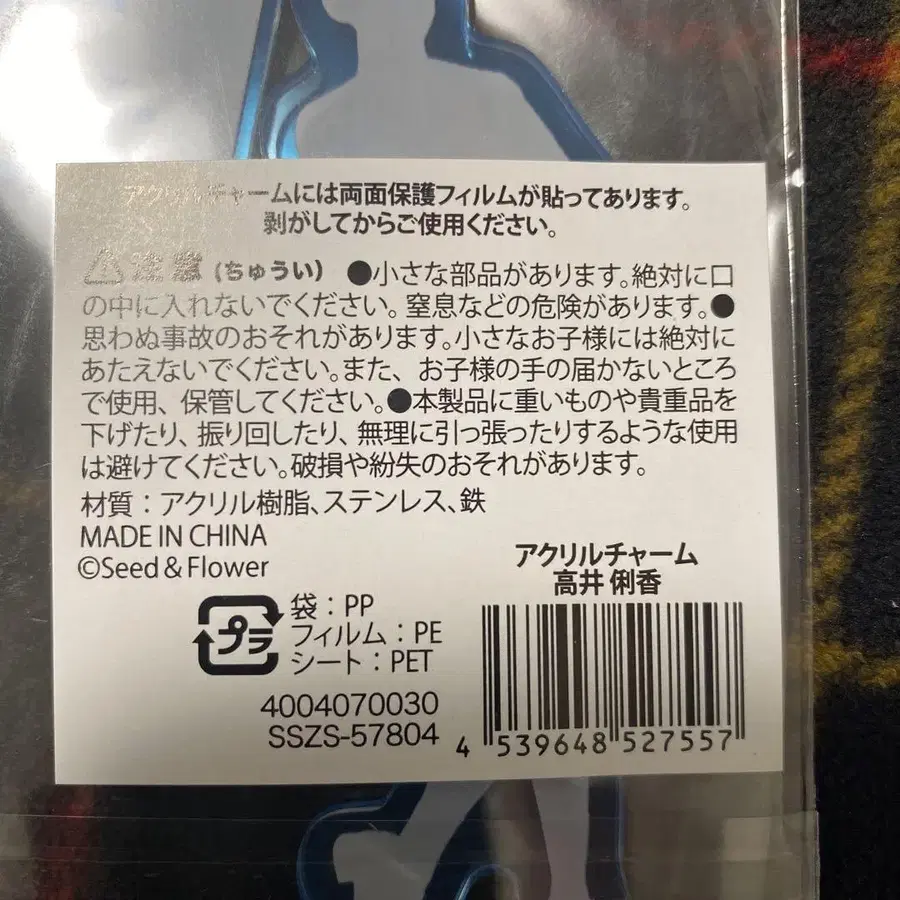 アクリルチャームには両面保護フィルムが貼ってあります。
剥がしてからご使用ください。
注意(ちゅうい) ●小さな部品があります。絶対に口
の中に入れないでください。窒息などの危険があります。●
思わぬ事故のおそれがあります。小さなお子様には絶対に
あたえないでください。また、お子様の手の届かないところ
で使用、保管してください。●本製品に重いものや貴重品を
下げたり、振り回したり、無理に引っ張ったりするような使用
は避けてください。破損や紛失のおそれがあります。
材質：アクリル樹脂、ステンレス、鉄
MADE IN CHINA
©Seed & Flower
アクリルチャーム
高井 俐香
プラ
袋：PP
フィルム：PE
シート：PET
4004070030
SSZS-57804
4 539648 527557